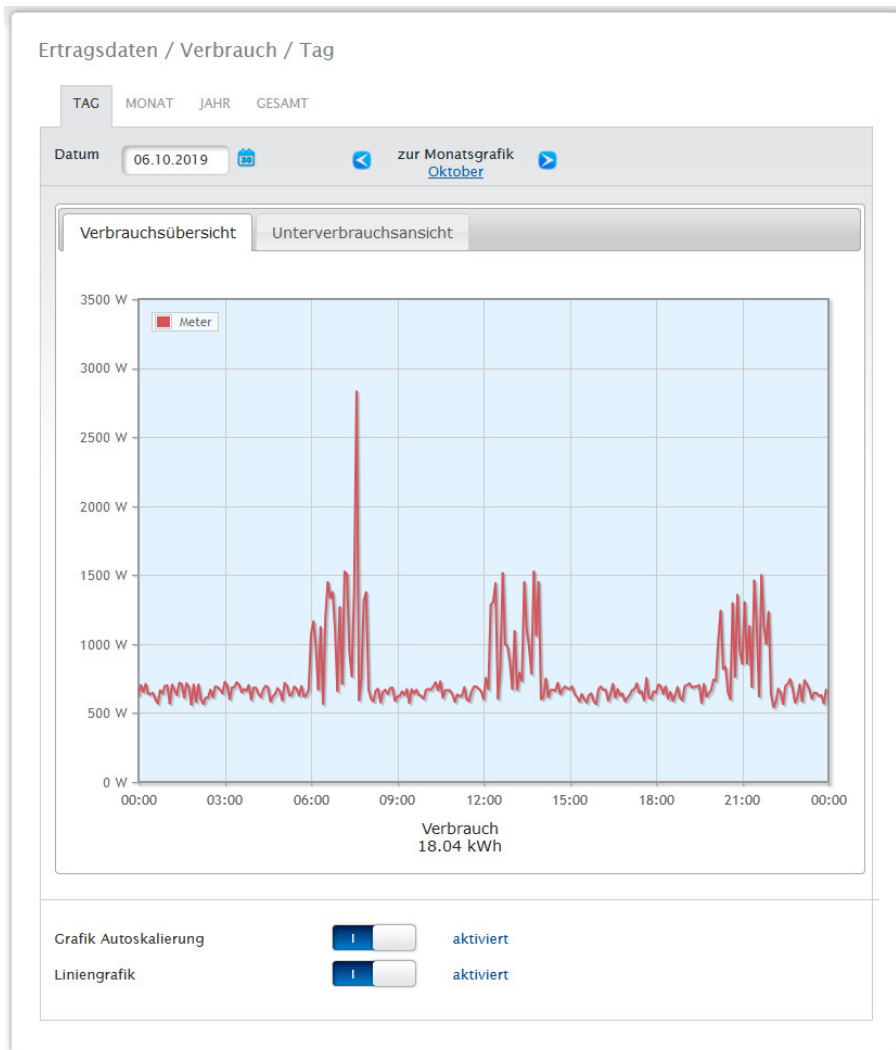 Ertragsdaten / Verbrauch / Tag
TAG MONAT JAHR GESAMT
Datum 06.10.2019 30 zur Monatsgrafik
Oktober
Verbrauchsübersicht Unterverbrauchsansicht
3500 W
Meter
3000 W
2500 W
2000 W
1500 W
1000 W
500 W
0 W
00:00 03:00 06:00 09:00 12:00 15:00 18:00 21:00 00:00
Verbrauch
18.04 kWh
Grafik Autoskalierung I aktiviert
Liniengrafik I aktiviert